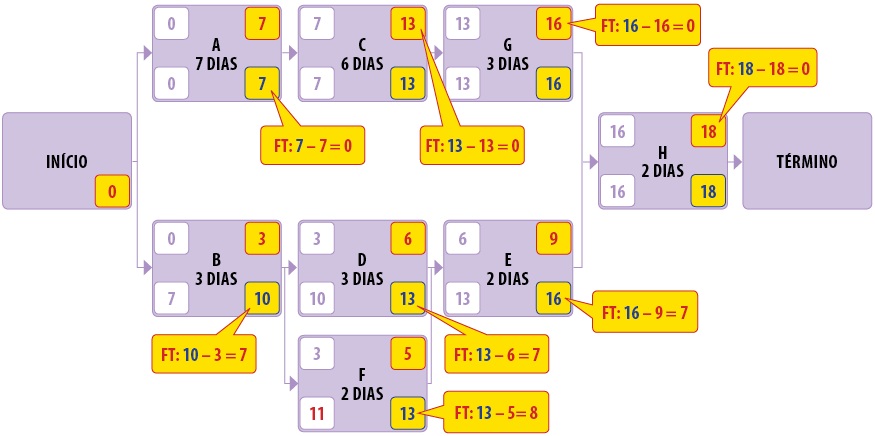 0 7
A
7 DIAS
0 7
FT: 7 – 7 = 0
7 13
C
6 DIAS
7 13
FT: 13 – 13 = 0
13 16
G
3 DIAS
13 16
FT: 16 – 16 = 0
INÍCIO
0
16 18
H
2 DIAS
16 18
FT: 18 – 18 = 0
TÉRMINO
0 3
B
3 DIAS
7 10
FT: 10 – 3 = 7
3 6
D
3 DIAS
10 13
FT: 13 – 6 = 7
6 9
E
2 DIAS
13 16
FT: 16 – 9 = 7
3 5
F
2 DIAS
11 13
FT: 13 – 5= 8